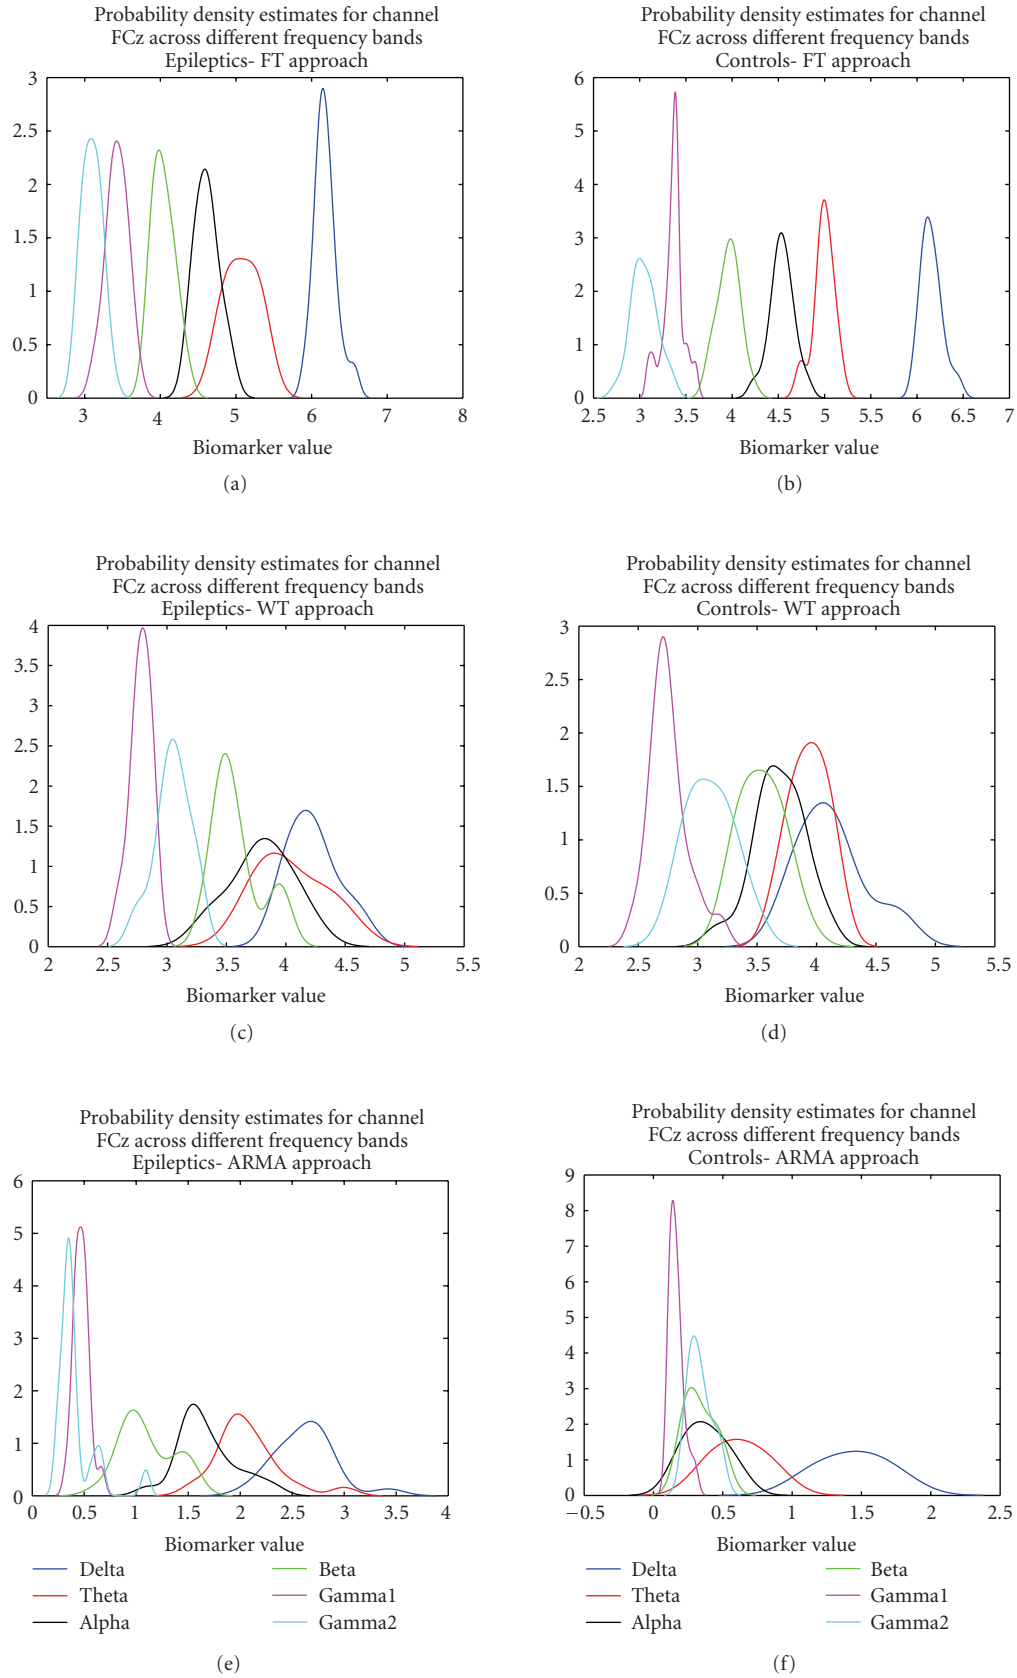 Probability density estimates for channel
FCz across different frequency bands
Epileptics- FT approach
3
2.5
2
1.5
1
0.5
0
3 4 5 6 7 8
Biomarker value
(a)
Probability density estimates for channel
FCz across different frequency bands
Controls- FT approach
6
5
4
3
2
1
0
2.5 3 3.5 4 4.5 5 5.5 6 6.5 7
Biomarker value
(b)
Probability density estimates for channel
FCz across different frequency bands
Epileptics- WT approach
4
3.5
3
2.5
2
1.5
1
0.5
0
2 2.5 3 3.5 4 4.5 5 5.5
Biomarker value
(c)
Probability density estimates for channel
FCz across different frequency bands
Controls- WT approach
3
2.5
2
1.5
1
0.5
0
2 2.5 3 3.5 4 4.5 5 5.5
Biomarker value
(d)
Probability density estimates for channel
FCz across different frequency bands
Epileptics- ARMA approach
6
5
4
3
2
1
0
0 0.5 1 1.5 2 2.5 3 3.5 4
Biomarker value
Delta
Theta
Alpha
Beta
Gamma1
Gamma2
(e)
Probability density estimates for channel
FCz across different frequency bands
Controls- ARMA approach
9
8
7
6
5
4
3
2
1
0
−0.5 0 0.5 1 1.5 2 2.5
Biomarker value
Delta
Theta
Alpha
Beta
Gamma1
Gamma2
(f)